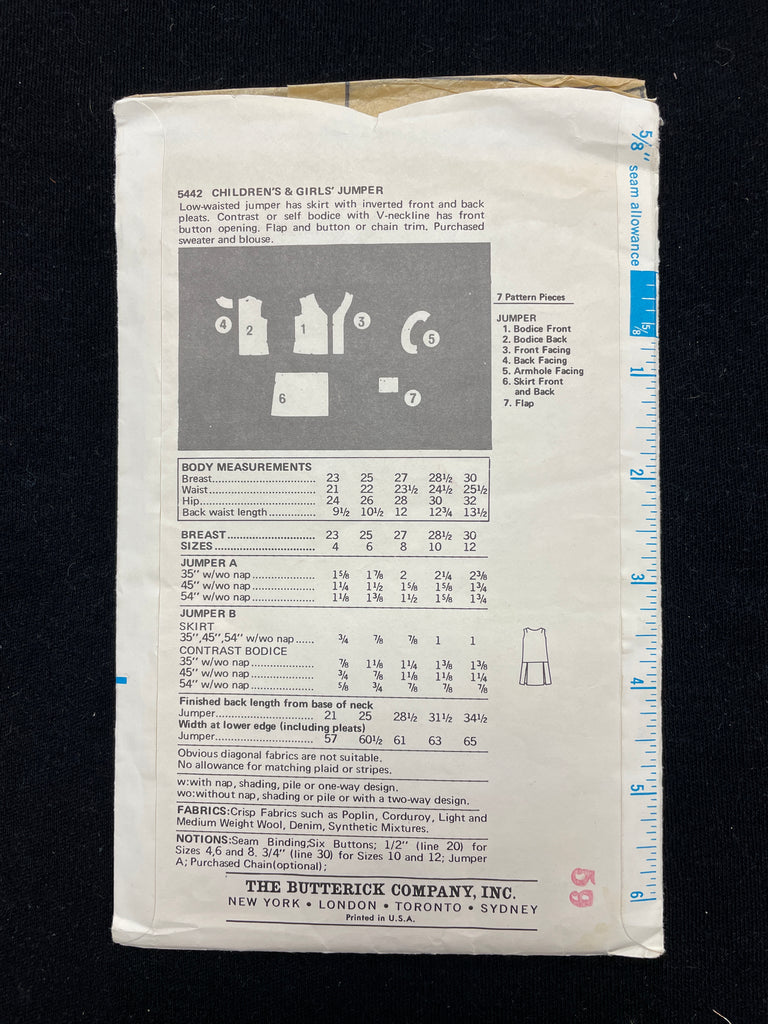 5442 CHILDREN'S & GIRLS' JUMPER
Low-waisted jumper has skirt with inverted front and back
pleats. Contrast or self bodice with V-neckline has front
button opening. Flap and button or chain trim. Purchased
sweater and blouse.
4 2 1 3 5
6 7
7 Pattern Pieces
JUMPER
1. Bodice Front
2. Bodice Back
3. Front Facing
4. Back Facing
5. Armhole Facing
6. Skirt Front
and Back
7. Flap
BODY MEASUREMENTS
Breast 23 25 27 28½ 30
Waist 21 22 23½ 24½ 25½
Hip 24 26 28 30 32
Back waist length 9½ 10½ 12 12¾ 13½
BREAST 23 25 27 28½ 30
SIZES 4 6 8 10 12
JUMPER A
35" w/wo nap 1⅝ 1⅞ 2 2¼ 2⅜
45" w/wo nap 1¼ 1½ 1⅝ 1⅝ 1¾
54" w/wo nap 1⅛ 1⅜ 1½ 1⅝ 1¾
JUMPER B
SKIRT
35",45",54" w/wo nap ¾ ⅞ ⅞ 1 1
CONTRAST BODICE
35" w/wo nap ⅞ 1⅛ 1¼ 1⅜ 1⅜
45" w/wo nap ¾ ⅞ 1⅛ 1⅛ 1¼
54" w/wo nap ⅝ ¾ ⅞ ⅞ ⅞
Finished back length from base of neck
Jumper 21 25 28½ 31½ 34½
Width at lower edge (including pleats)
Jumper 57 60½ 61 63 65
Obvious diagonal fabrics are not suitable.
No allowance for matching plaid or stripes.
w:with nap, shading, pile or one-way design.
wo:without nap, shading or pile or with a two-way design.
FABRICS:Crisp Fabrics such as Poplin, Corduroy, Light and
Medium Weight Wool, Denim, Synthetic Mixtures.
NOTIONS:Seam Binding;Six Buttons; 1/2" (line 20) for
Sizes 4,6 and 8, 3/4" (line 30) for Sizes 10 and 12; Jumper
A; Purchased Chain(optional);
THE BUTTERICK COMPANY, INC.
NEW YORK • LONDON • TORONTO • SYDNEY
Printed in U.S.A.
58
5/8" seam allowance
5/8
1
2
3
4
5
6